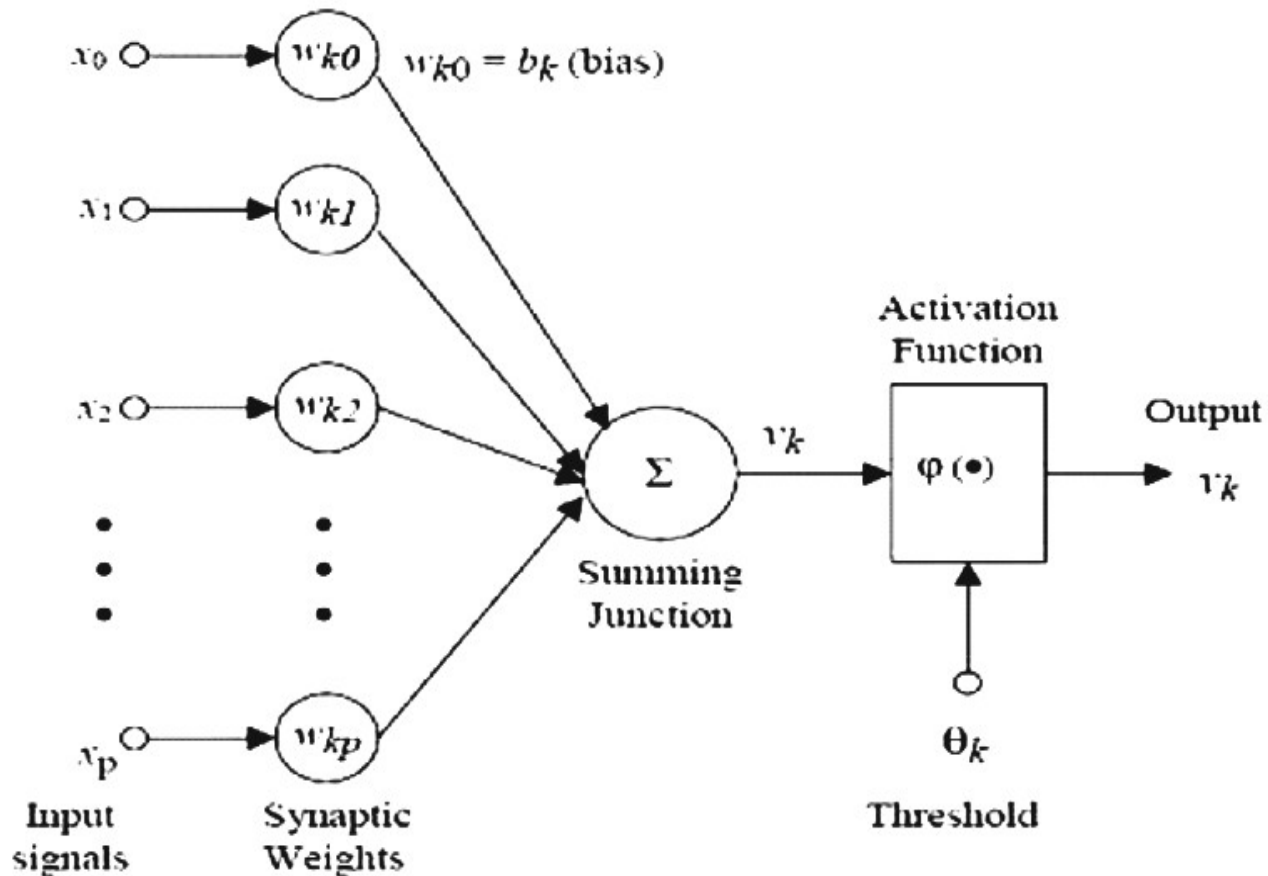 x0
wk0
wk0 = bk (bias)
x1
wk1
x2
wk2
Activation
Function
Output
vk
Σ
φ (•)
Summing
Junction
xp
wkp
θk
Input
signals
Synaptic
Weights
Threshold